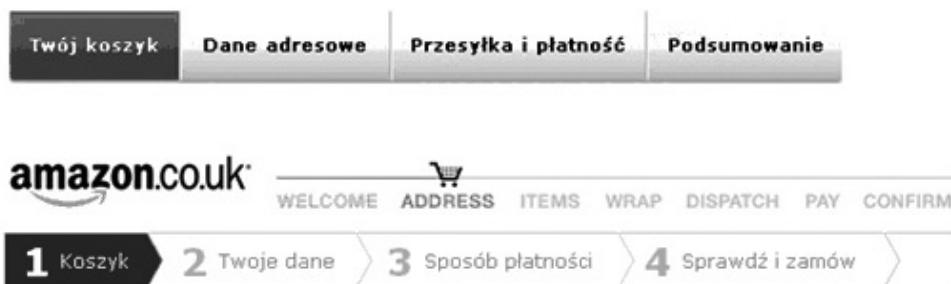 Twój koszyk Dane adresowe Przesyłka i płatność Podsumowanie
amazon.co.uk
WELCOME ADDRESS ITEMS WRAP DISPATCH PAY CONFIRM
1 Koszyk 2 Twoje dane 3 Sposób płatności 4 Sprawdź i zamów